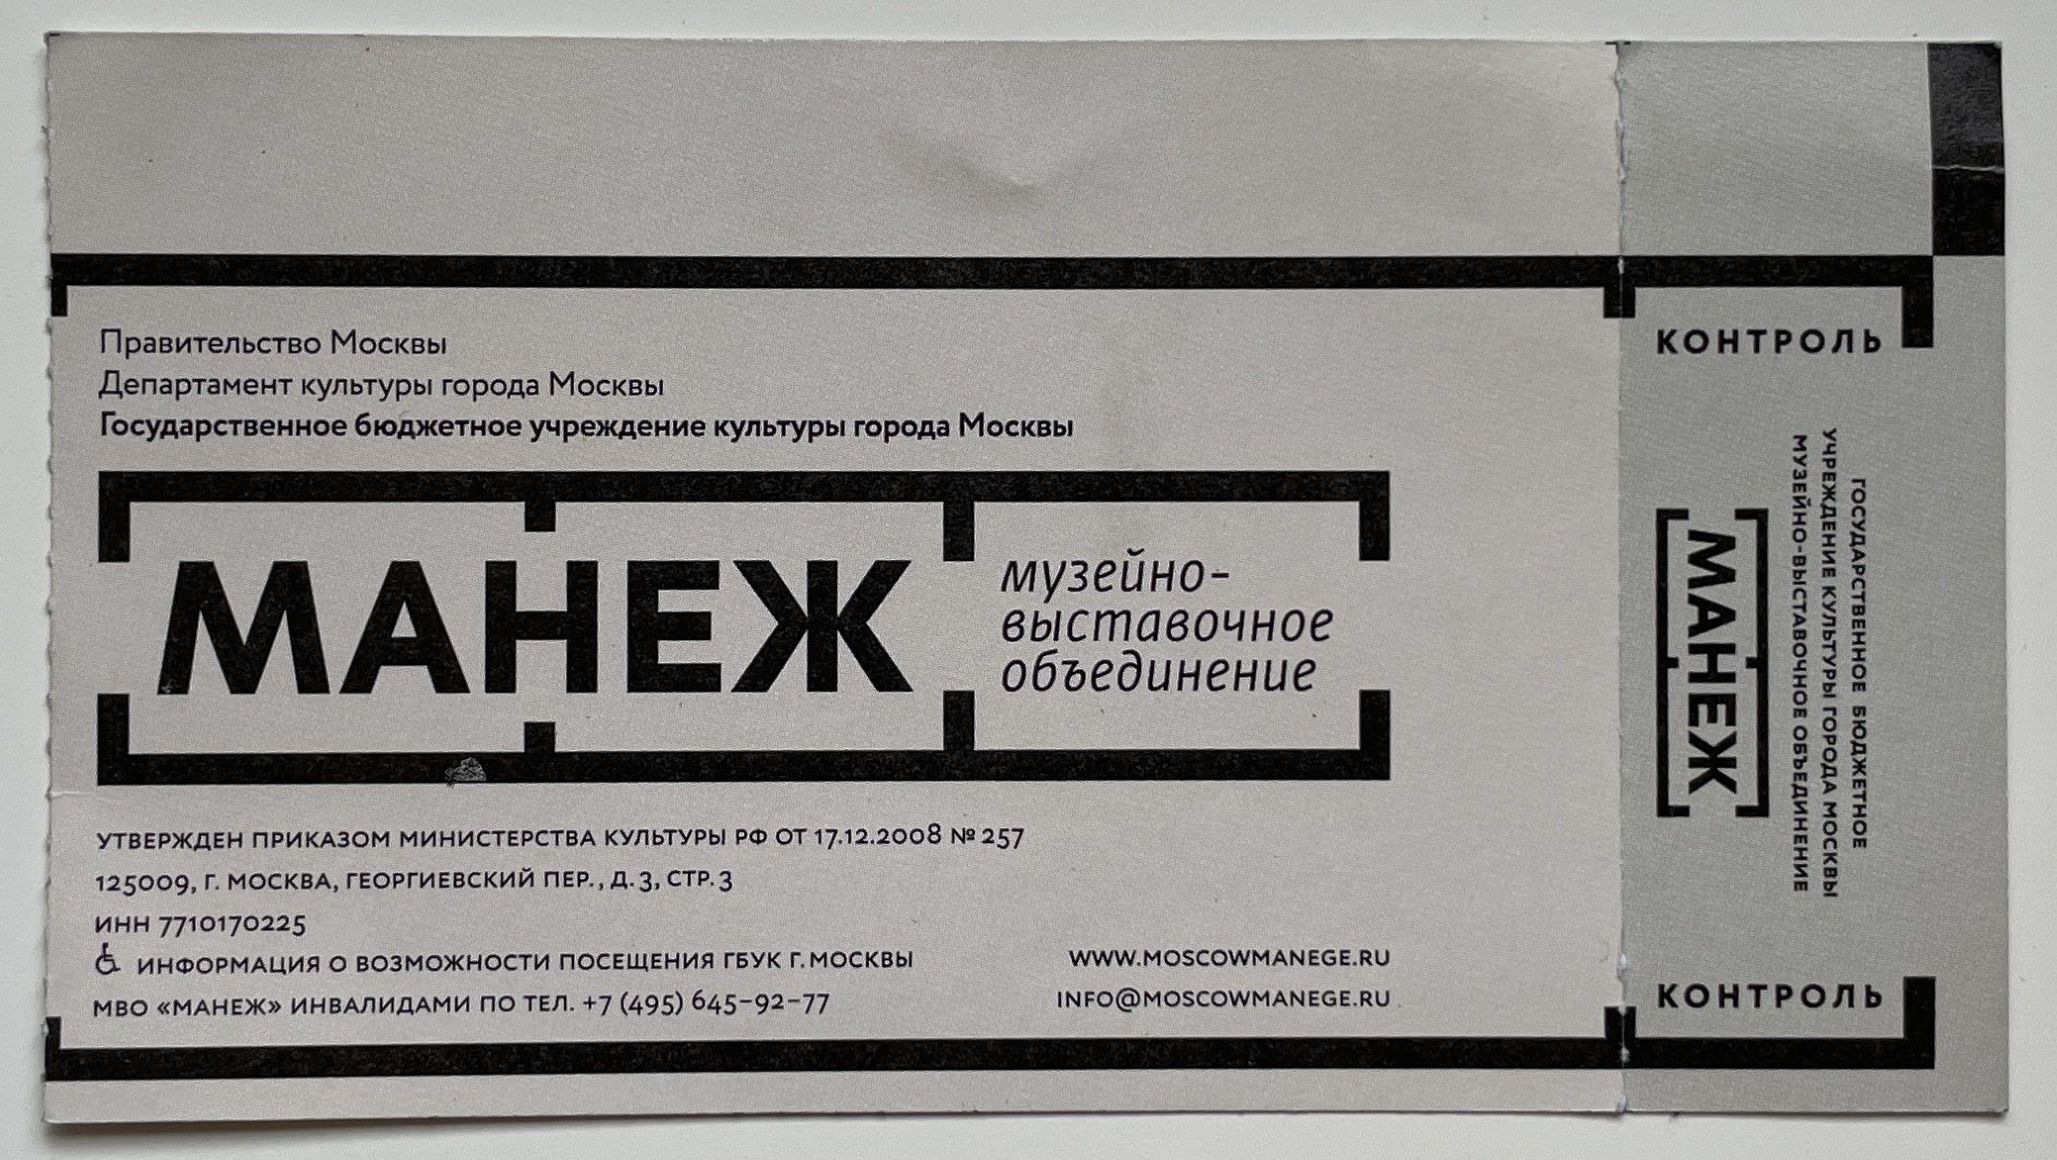 Правительство Москвы
Департамент культуры города Москвы
Государственное бюджетное учреждение культуры города Москвы
МАНЕЖ
музейно-
выставочное
объединение
УТВЕРЖДЕН ПРИКАЗОМ МИНИСТЕРСТВА КУЛЬТУРЫ РФ ОТ 17.12.2008 № 257
125009, Г. МОСКВА, ГЕОРГИЕВСКИЙ ПЕР., Д. 3, СТР. 3
ИНН 7710170225
ИНФОРМАЦИЯ О ВОЗМОЖНОСТИ ПОСЕЩЕНИЯ ГБУК Г. МОСКВЫ
МВО «МАНЕЖ» ИНВАЛИДАМИ ПО ТЕЛ. +7 (495) 645-92-77
WWW.MOSCOWMANEGE.RU
INFO@MOSCOWMANEGE.RU
КОНТРОЛЬ
ГОСУДАРСТВЕННОЕ БЮДЖЕТНОЕ
УЧРЕЖДЕНИЕ КУЛЬТУРЫ ГОРОДА МОСКВЫ
МУЗЕЙНО-ВЫСТАВОЧНОЕ ОБЪЕДИНЕНИЕ
МАНЕЖ
КОНТРОЛЬ